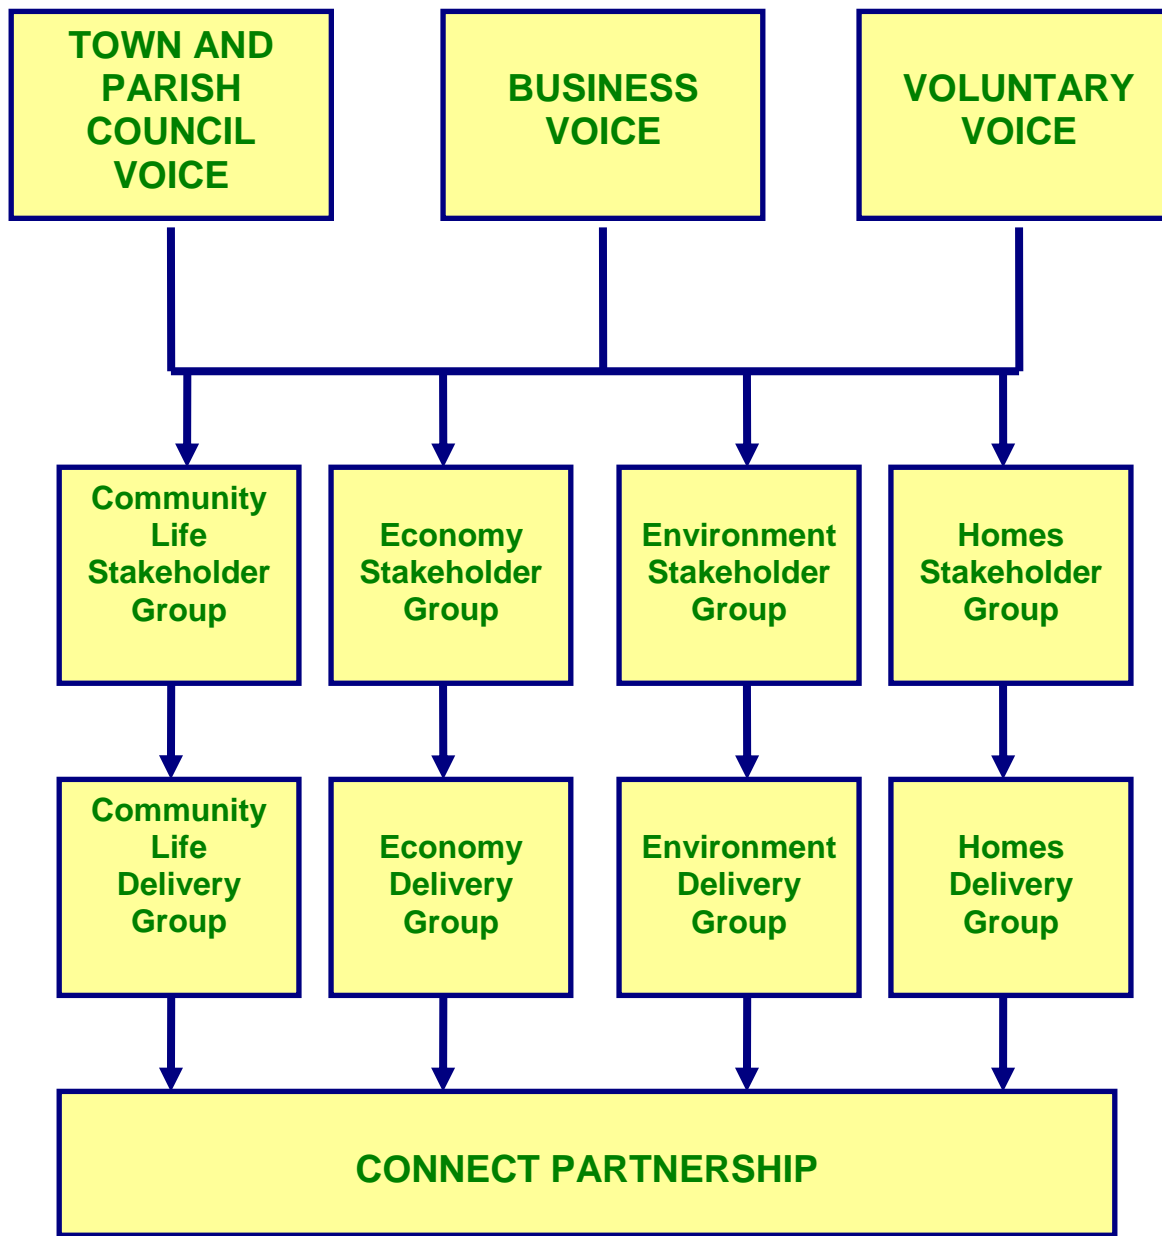 TOWN AND
PARISH
COUNCIL
VOICE
BUSINESS
VOICE
VOLUNTARY
VOICE
Community
Life
Stakeholder
Group
Economy
Stakeholder
Group
Environment
Stakeholder
Group
Homes
Stakeholder
Group
Community
Life
Delivery
Group
Economy
Delivery
Group
Environment
Delivery
Group
Homes
Delivery
Group
CONNECT PARTNERSHIP